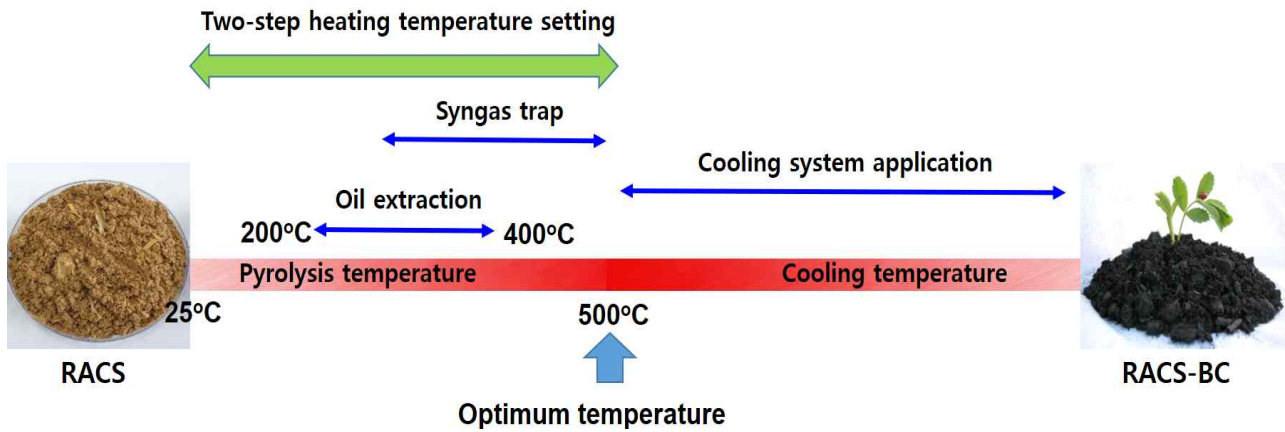 Two-step heating temperature setting
Syngas trap
Cooling system application
Oil extraction
200°C
400°C
Pyrolysis temperature
Cooling temperature
25°C
500°C
RACS
RACS-BC
Optimum temperature